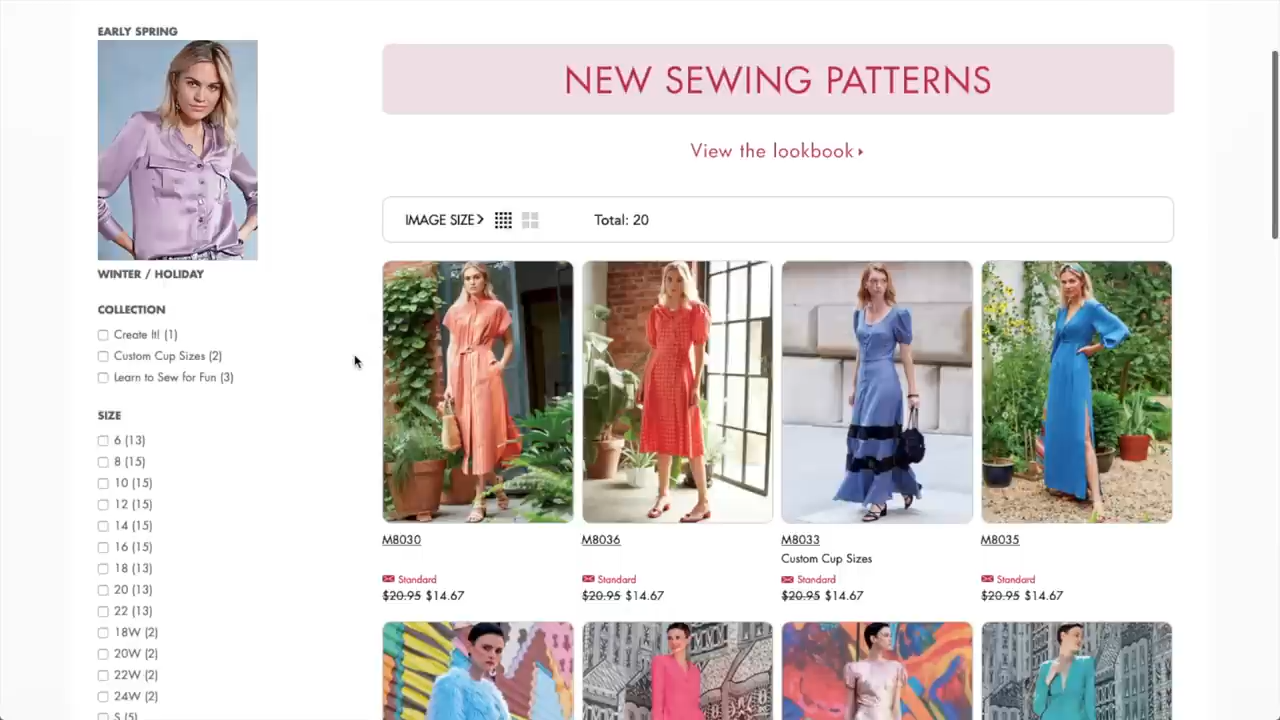 EARLY SPRING
WINTER / HOLIDAY
COLLECTION
Create It! (1)
Custom Cup Sizes (2)
Learn to Sew for Fun (3)
SIZE
6 (13)
8 (15)
10 (15)
12 (15)
14 (15)
16 (15)
18 (13)
20 (13)
22 (13)
18W (2)
20W (2)
22W (2)
24W (2)
S (5)
NEW SEWING PATTERNS
View the lookbook
IMAGE SIZE> Total: 20
M8030
Standard
$20.95 $14.67
M8036
Standard
$20.95 $14.67
M8033
Custom Cup Sizes
Standard
$20.95 $14.67
M8035
Standard
$20.95 $14.67